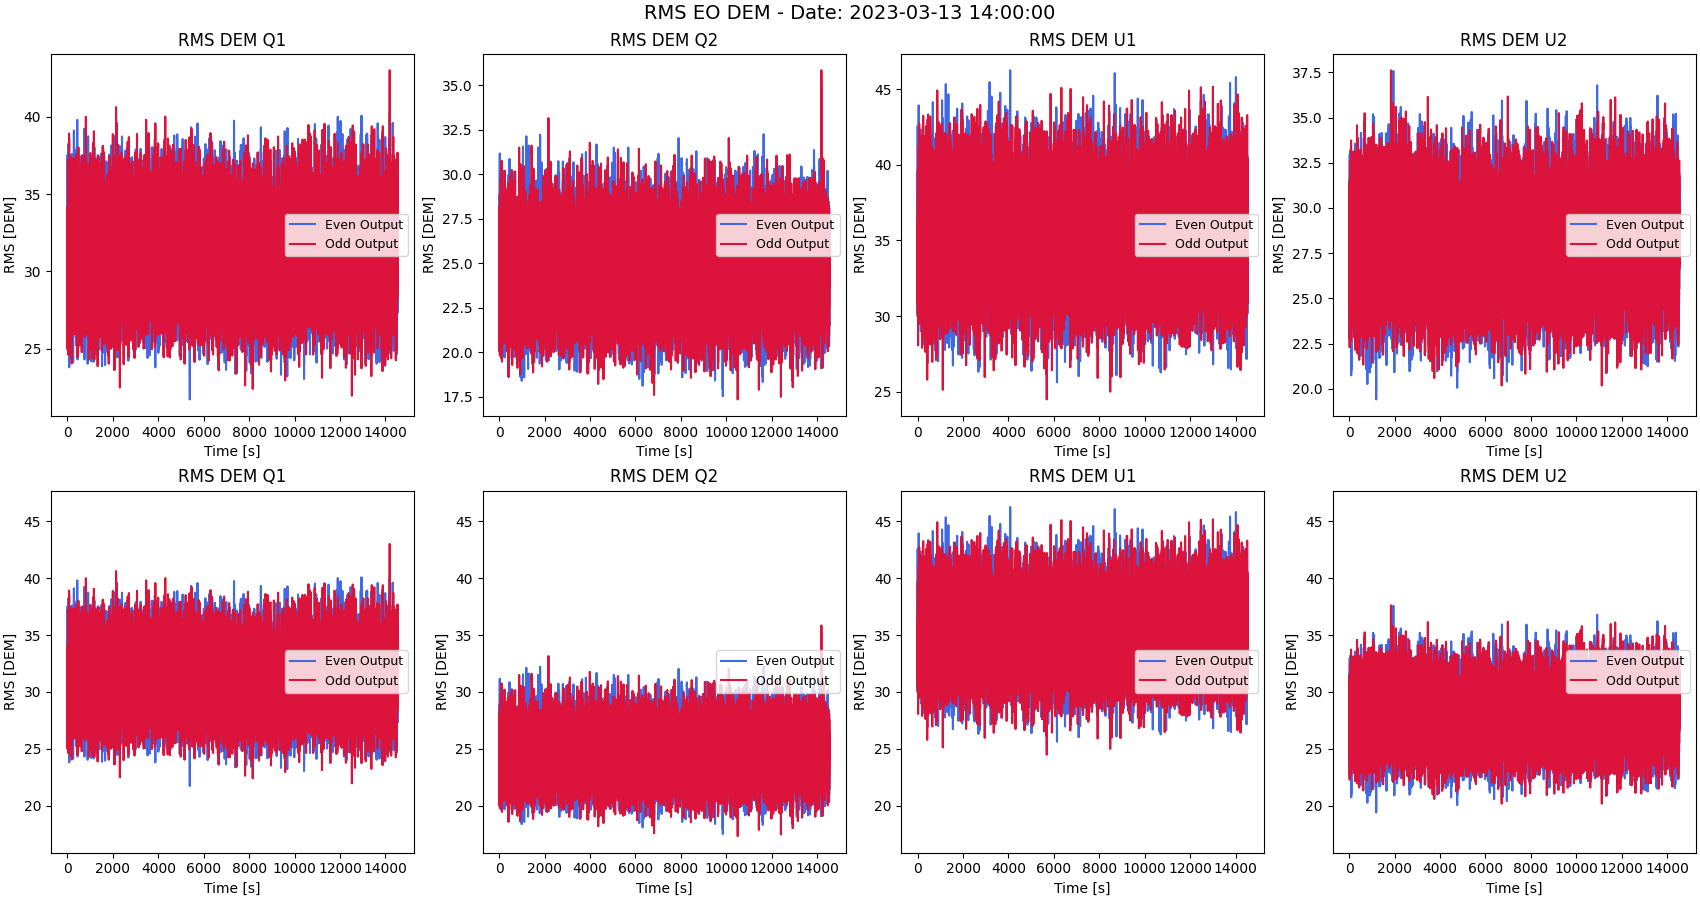 RMS EO DEM - Date: 2023-03-13 14:00:00
RMS DEM Q1
RMS [DEM]
40
35
30
25
0 2000 4000 6000 8000 10000 12000 14000
Time [s]
Even Output
Odd Output
RMS DEM Q2
RMS [DEM]
35.0
32.5
30.0
27.5
25.0
22.5
20.0
17.5
0 2000 4000 6000 8000 10000 12000 14000
Time [s]
Even Output
Odd Output
RMS DEM U1
RMS [DEM]
45
40
35
30
25
0 2000 4000 6000 8000 10000 12000 14000
Time [s]
Even Output
Odd Output
RMS DEM U2
RMS [DEM]
37.5
35.0
32.5
30.0
27.5
25.0
22.5
20.0
0 2000 4000 6000 8000 10000 12000 14000
Time [s]
Even Output
Odd Output
RMS DEM Q1
RMS [DEM]
45
40
35
30
25
20
0 2000 4000 6000 8000 10000 12000 14000
Time [s]
Even Output
Odd Output
RMS DEM Q2
RMS [DEM]
45
40
35
30
25
20
0 2000 4000 6000 8000 10000 12000 14000
Time [s]
Even Output
Odd Output
RMS DEM U1
RMS [DEM]
45
40
35
30
25
20
0 2000 4000 6000 8000 10000 12000 14000
Time [s]
Even Output
Odd Output
RMS DEM U2
RMS [DEM]
45
40
35
30
25
20
0 2000 4000 6000 8000 10000 12000 14000
Time [s]
Even Output
Odd Output